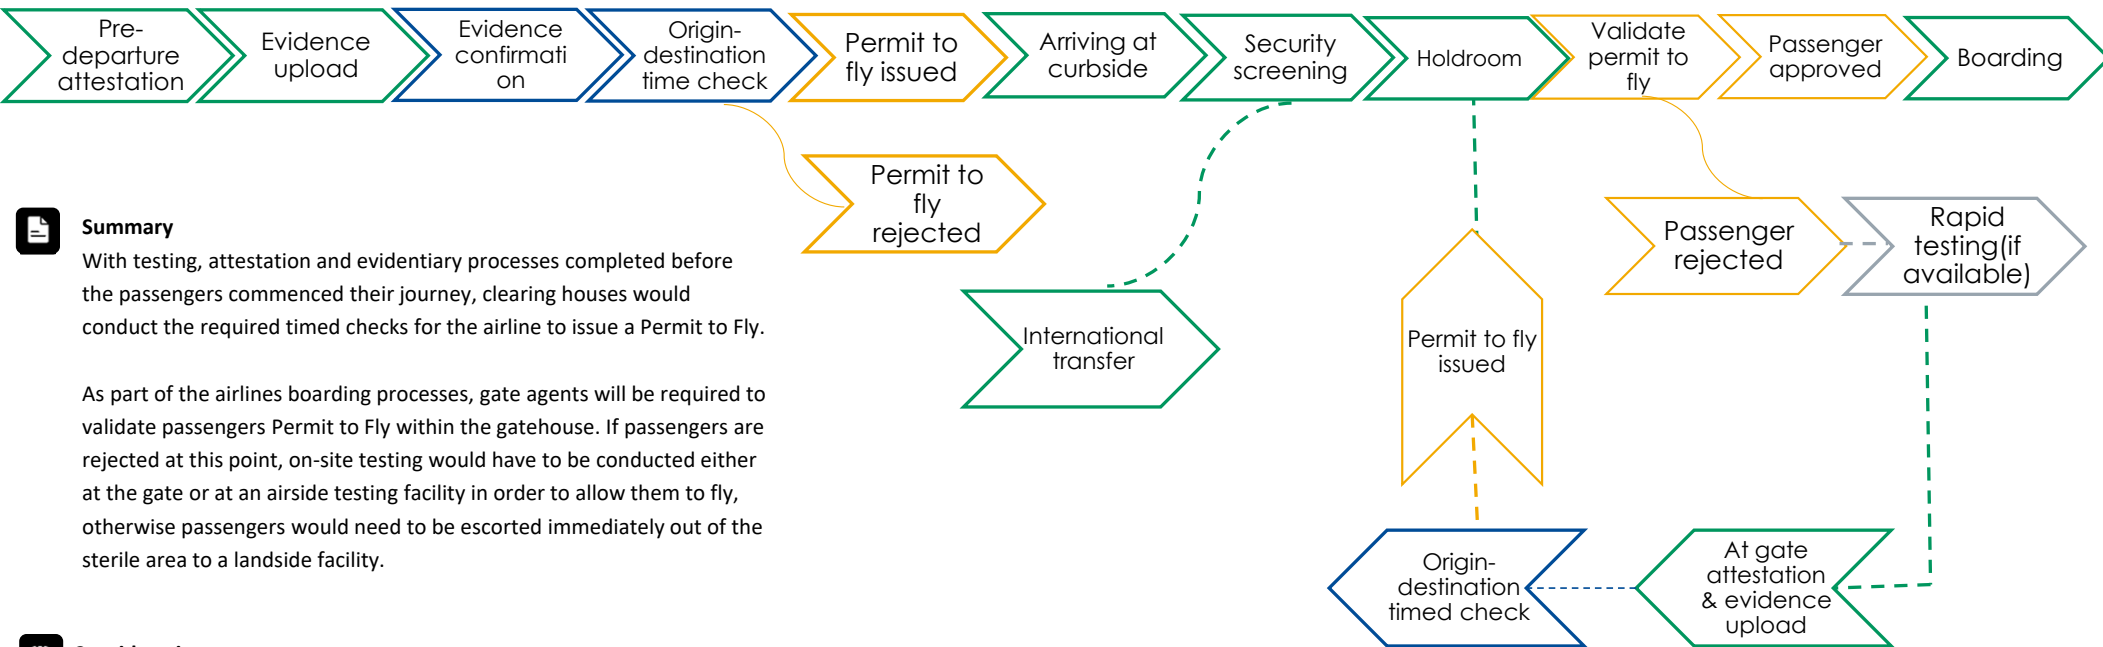 Pre-
departure
attestation
Evidence
upload
Evidence
confirmati
on
Origin-
destination
time check
Permit to
fly issued
Arriving at
curbside
Security
screening
Holdroom
Validate
permit to
fly
Passenger
approved
Boarding
Permit to
fly
rejected
Passenger
rejected
Rapid
testing(if
available)
International
transfer
Permit to fly
issued
Origin-
destination
timed check
At gate
attestation
& evidence
upload
Summary
With testing, attestation and evidentiary processes completed before
the passengers commenced their journey, clearing houses would
conduct the required timed checks for the airline to issue a Permit to Fly.
As part of the airlines boarding processes, gate agents will be required to
validate passengers Permit to Fly within the gatehouse. If passengers are
rejected at this point, on-site testing would have to be conducted either
at the gate or at an airside testing facility in order to allow them to fly,
otherwise passengers would need to be escorted immediately out of the
sterile area to a landside facility.